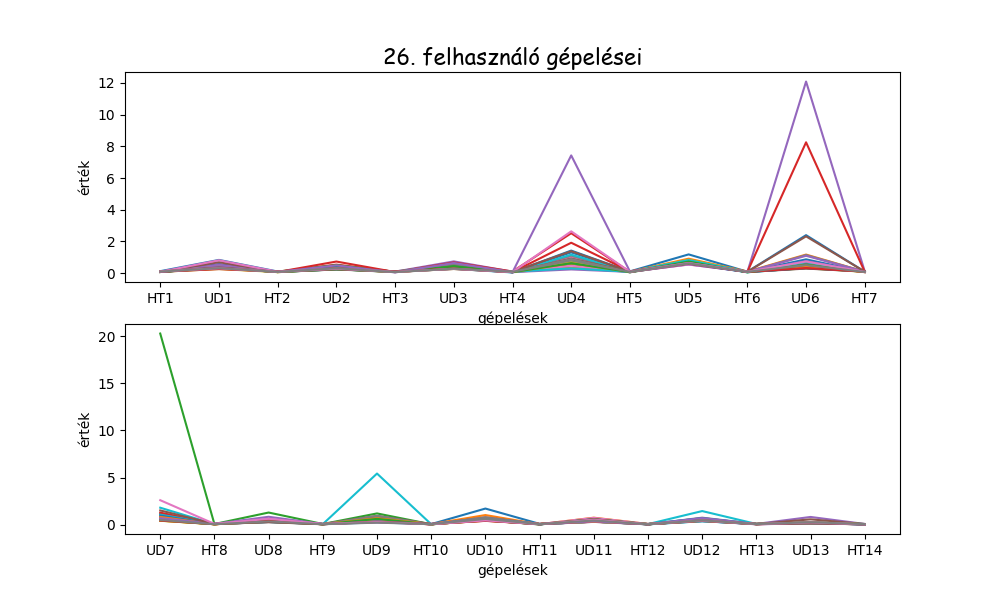 26. felhasználó gépelései
12
10
8
6
4
2
0
érték
HT1 UD1 HT2 UD2 HT3 UD3 HT4 UD4 HT5 UD5 HT6 UD6 HT7
gépelések
20
15
10
5
0
érték
UD7 HT8 UD8 HT9 UD9 HT10 UD10 HT11 UD11 HT12 UD12 HT13 UD13 HT14
gépelések